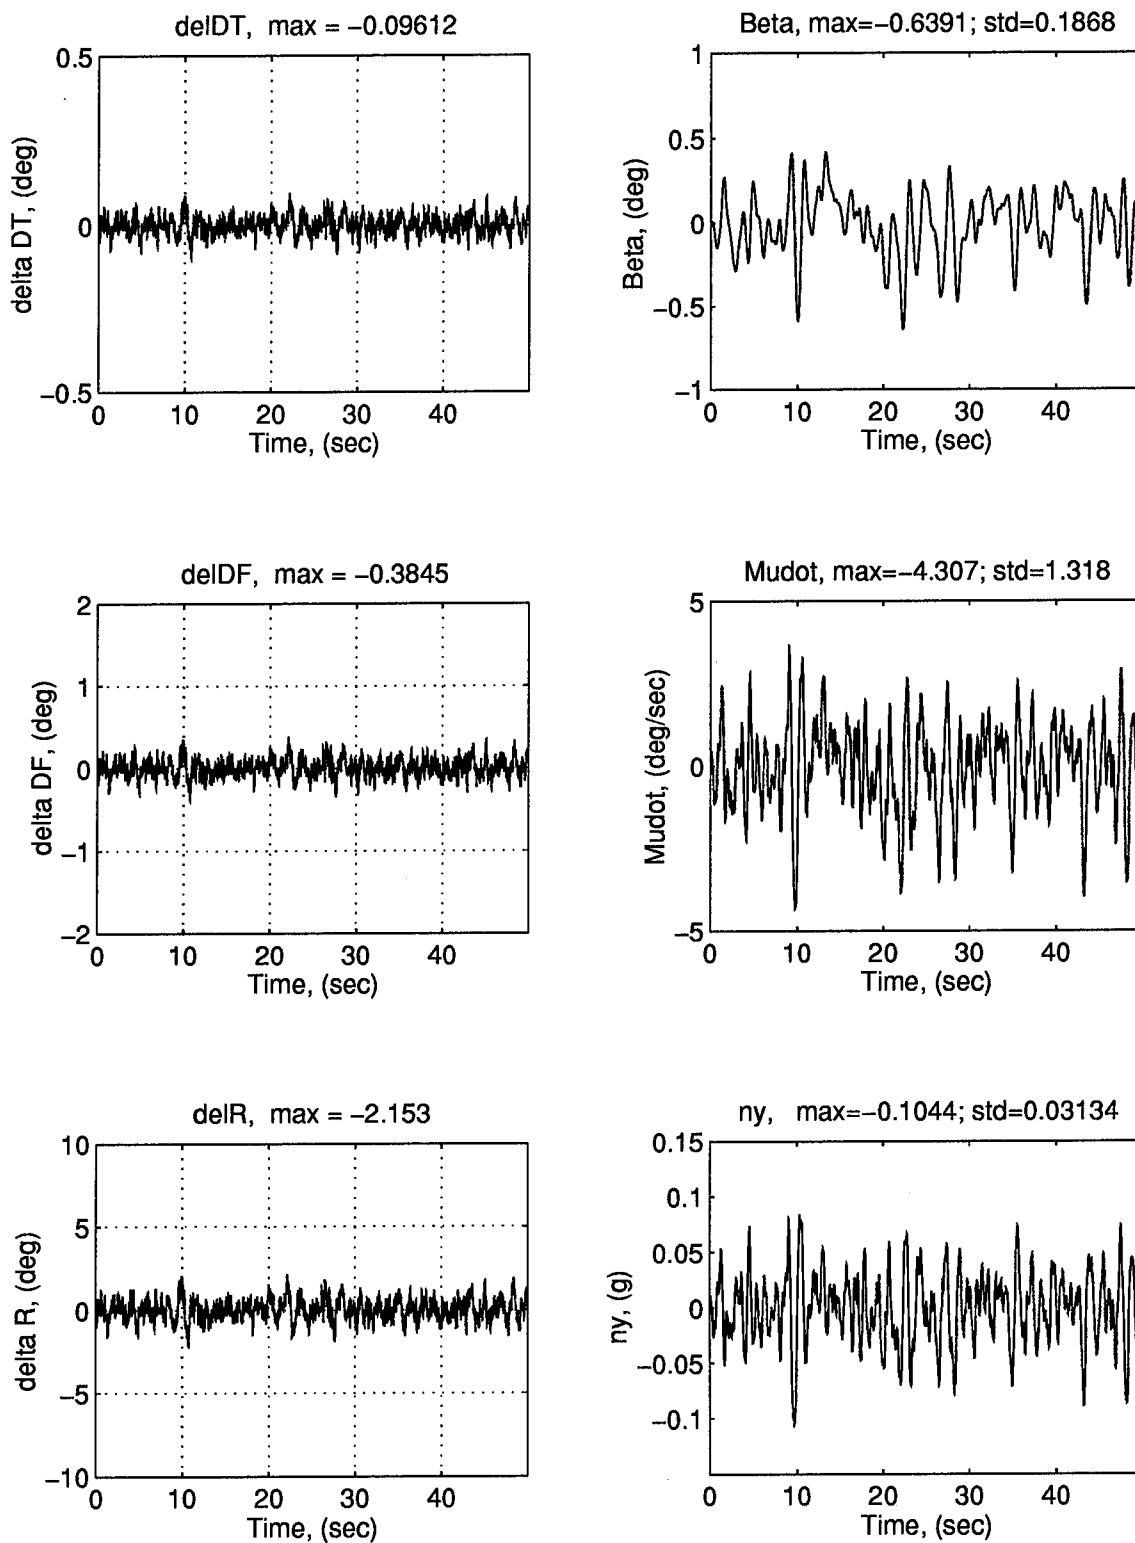 delDT, max = −0.09612
0.5
0
−0.5
delta DT, (deg)
0 10 20 30 40
Time, (sec)
Beta, max=−0.6391; std=0.1868
1
0.5
0
−0.5
−1
Beta, (deg)
0 10 20 30 40
Time, (sec)
delDF, max = −0.3845
2
1
0
−1
−2
delta DF, (deg)
0 10 20 30 40
Time, (sec)
Mudot, max=−4.307; std=1.318
5
0
−5
Mudot, (deg/sec)
0 10 20 30 40
Time, (sec)
delR, max = −2.153
10
5
0
−5
−10
delta R, (deg)
0 10 20 30 40
Time, (sec)
ny, max=−0.1044; std=0.03134
0.15
0.1
0.05
0
−0.05
−0.1
ny, (g)
0 10 20 30 40
Time, (sec)